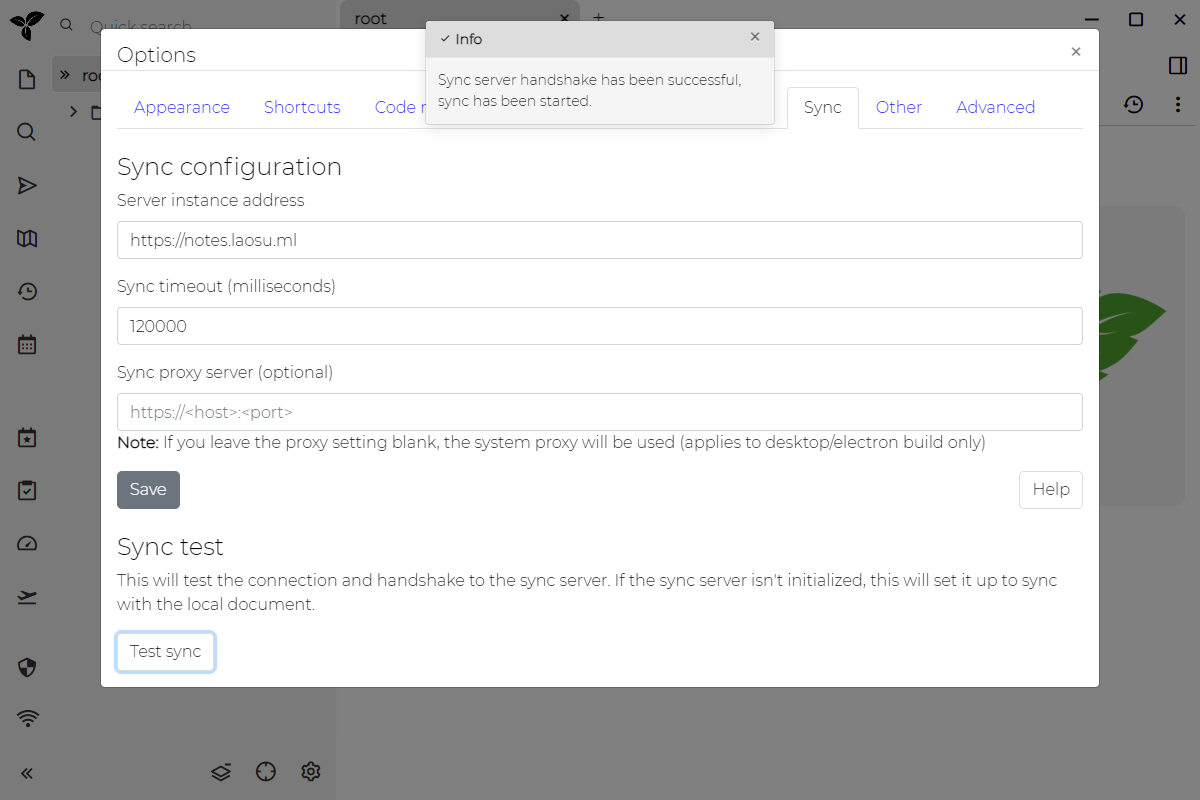 Quick search
root
Info
Sync server handshake has been successful,
sync has been started.
Options
Appearance
Shortcuts
Code
Sync
Other
Advanced
Sync configuration
Server instance address
https://notes.laosu.ml
Sync timeout (milliseconds)
120000
Sync proxy server (optional)
https://<host>:<port>
Note: If you leave the proxy setting blank, the system proxy will be used (applies to desktop/electron build only)
Save
Help
Sync test
This will test the connection and handshake to the sync server. If the sync server isn't initialized, this will set it up to sync
with the local document.
Test sync